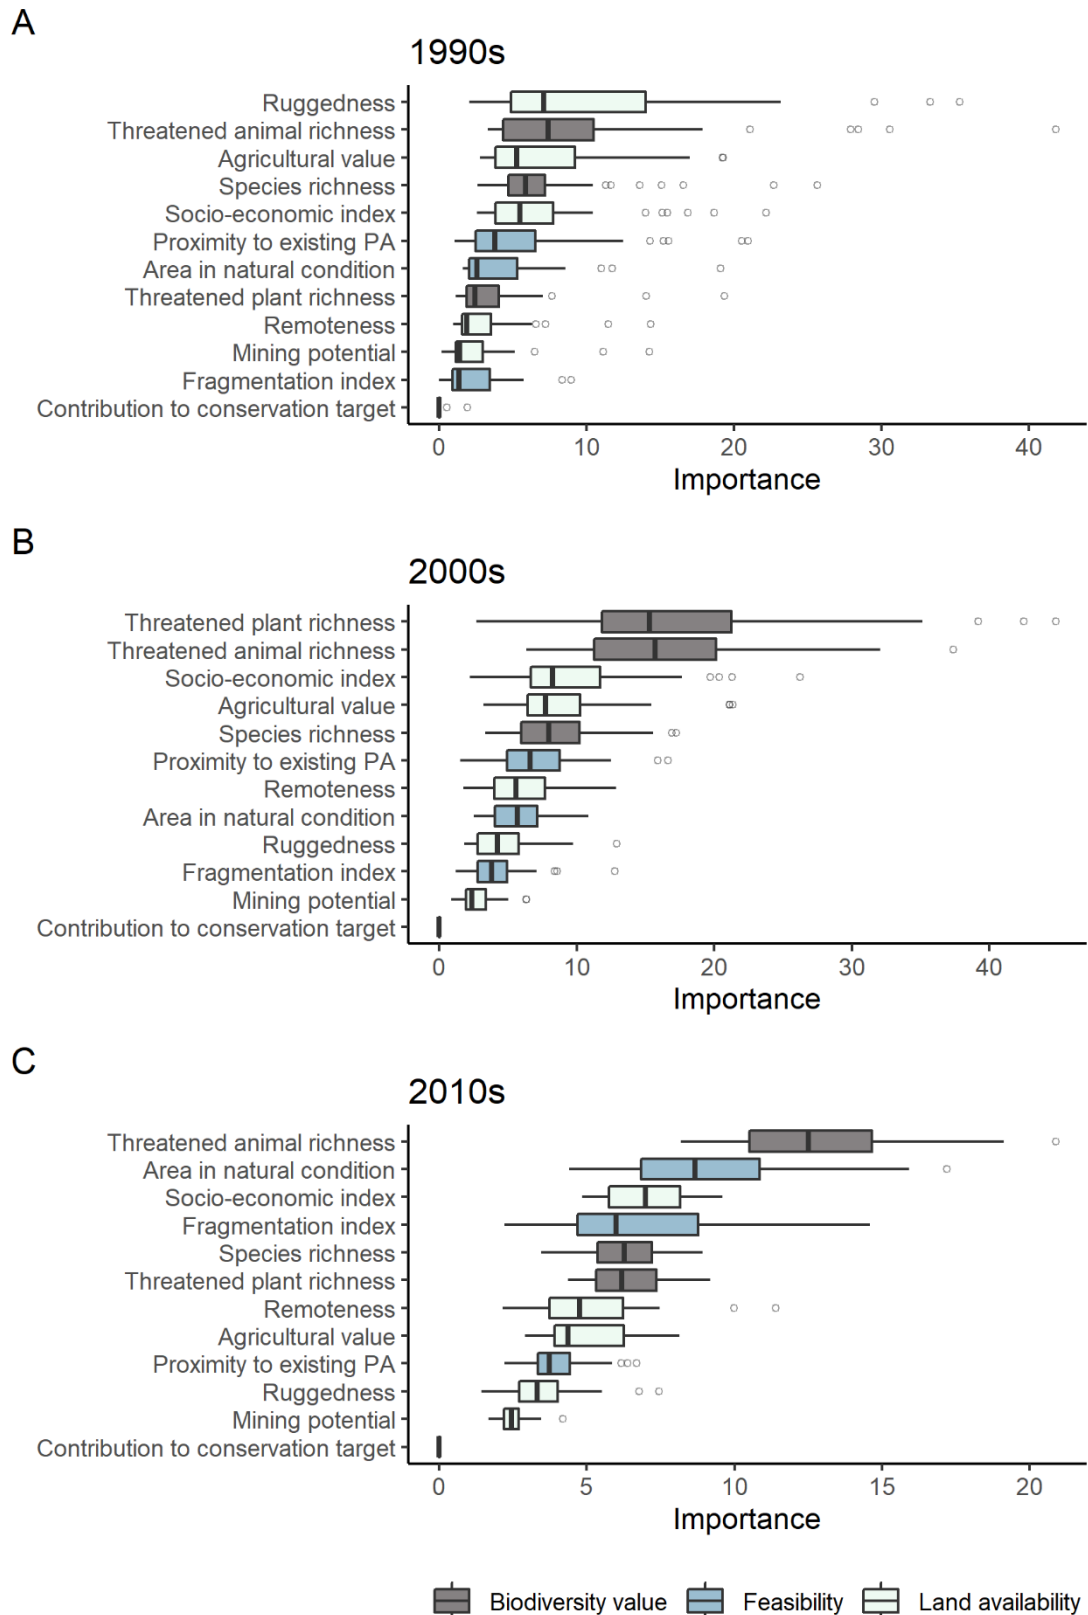 A
1990s
Ruggedness
Threatened animal richness
Agricultural value
Species richness
Socio-economic index
Proximity to existing PA
Area in natural condition
Threatened plant richness
Remoteness
Mining potential
Fragmentation index
Contribution to conservation target
0 10 20 30 40
Importance
B
2000s
Threatened plant richness
Threatened animal richness
Socio-economic index
Agricultural value
Species richness
Proximity to existing PA
Remoteness
Area in natural condition
Ruggedness
Fragmentation index
Mining potential
Contribution to conservation target
0 10 20 30 40
Importance
C
2010s
Threatened animal richness
Area in natural condition
Socio-economic index
Fragmentation index
Species richness
Threatened plant richness
Remoteness
Agricultural value
Proximity to existing PA
Ruggedness
Mining potential
Contribution to conservation target
0 5 10 15 20
Importance
Biodiversity value Feasibility Land availability